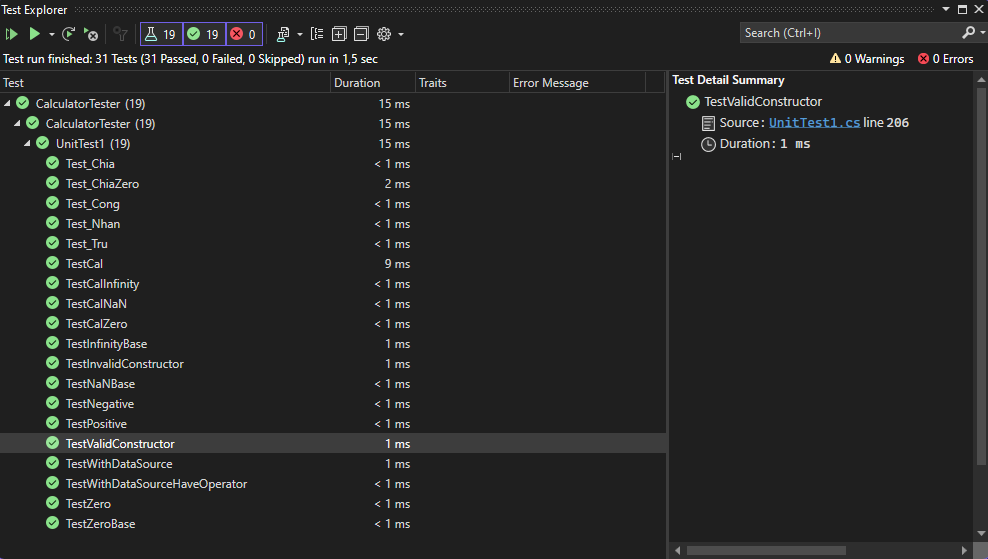 Test Explorer
19 19 0
Search (Ctrl+I)
Test run finished: 31 Tests (31 Passed, 0 Failed, 0 Skipped) run in 1,5 sec
0 Warnings
0 Errors
Test Duration Traits Error Message
CalculatorTester (19) 15 ms
CalculatorTester (19) 15 ms
UnitTest1 (19) 15 ms
Test_Chia < 1 ms
Test_ChiaZero 2 ms
Test_Cong < 1 ms
Test_Nhan < 1 ms
Test_Tru < 1 ms
TestCal 9 ms
TestCalInfinity < 1 ms
TestCalNaN < 1 ms
TestCalZero < 1 ms
TestInfinityBase 1 ms
TestInvalidConstructor 1 ms
TestNaNBase < 1 ms
TestNegative < 1 ms
TestPositive < 1 ms
TestValidConstructor 1 ms
TestWithDataSource 1 ms
TestWithDataSourceHaveOperator < 1 ms
TestZero < 1 ms
TestZeroBase < 1 ms
Test Detail Summary
TestValidConstructor
Source: UnitTest1.cs line 206
Duration: 1 ms